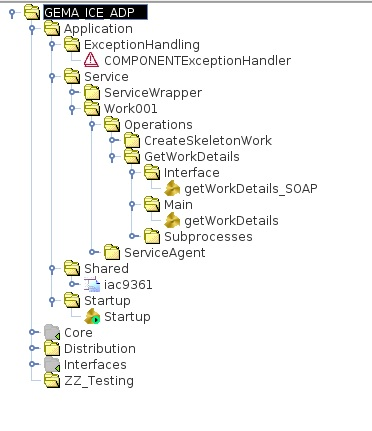 GEMA_ICE_ADP
Application
ExceptionHandling
COMPONENTExceptionHandler
Service
ServiceWrapper
Work001
Operations
CreateSkeletonWork
GetWorkDetails
Interface
getWorkDetails_SOAP
Main
getWorkDetails
Subprocesses
ServiceAgent
Shared
iac9361
Startup
Startup
Core
Distribution
Interfaces
ZZ_Testing